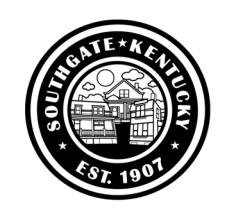 SOUTHGATE★KENTUCKY
★ EST. 1907 ★